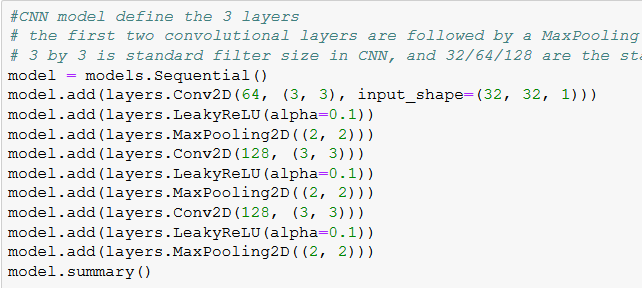 #CNN model define the 3 layers
# the first two convolutional layers are followed by a MaxPooling
# 3 by 3 is standard filter size in CNN, and 32/64/128 are the
model = models.Sequential()
model.add(layers.Conv2D(64, (3, 3), input_shape=(32, 32, 1)))
model.add(layers.LeakyReLU(alpha=0.1))
model.add(layers.MaxPooling2D((2, 2)))
model.add(layers.Conv2D(128, (3, 3)))
model.add(layers.LeakyReLU(alpha=0.1))
model.add(layers.MaxPooling2D((2, 2)))
model.add(layers.Conv2D(128, (3, 3)))
model.add(layers.LeakyReLU(alpha=0.1))
model.add(layers.MaxPooling2D((2, 2)))
model.summary()